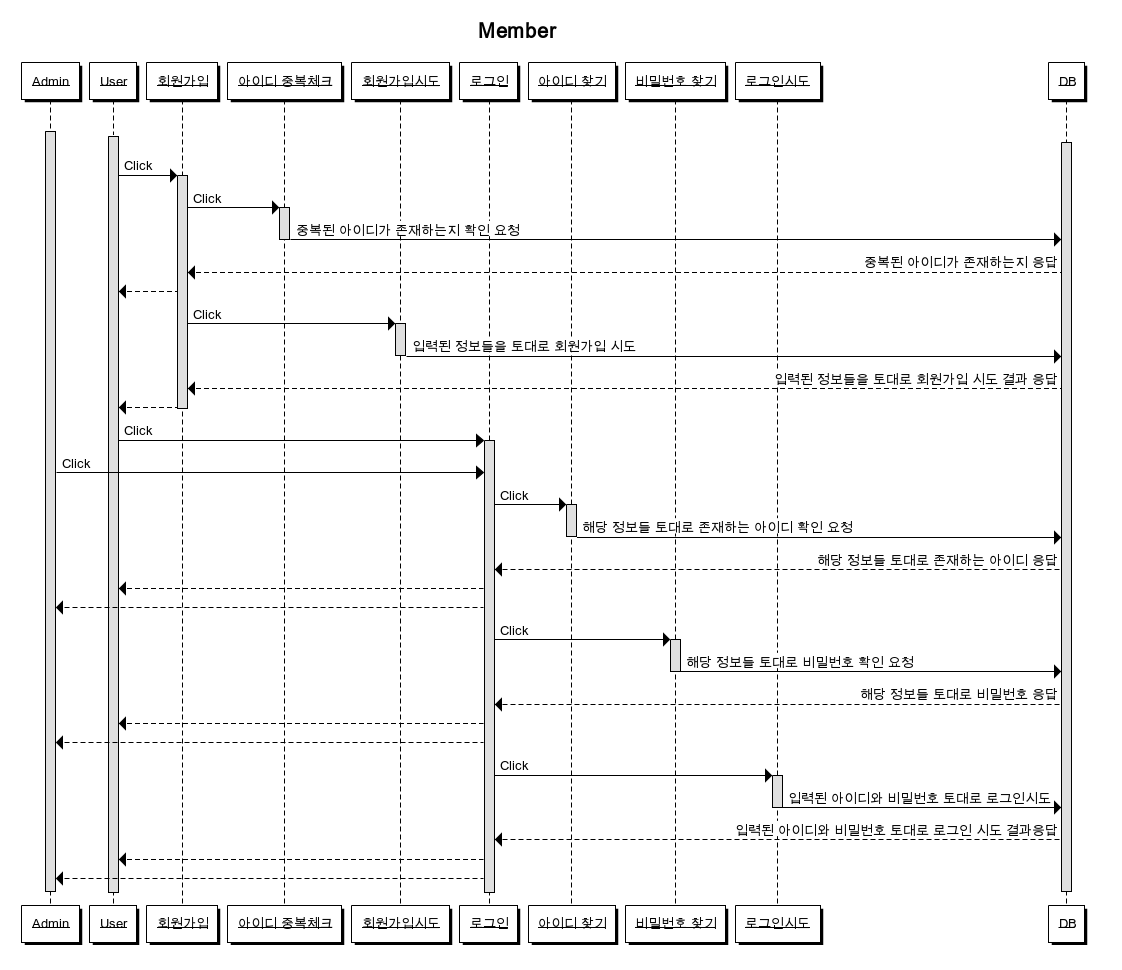 Member
Admin User 회원가입 아이디 중복체크 회원가입시도 로그인 아이디 찾기 비밀번호 찾기 로그인시도 DB
Click
Click
중복된 아이디가 존재하는지 확인 요청
중복된 아이디가 존재하는지 응답
Click
입력된 정보들을 토대로 회원가입 시도
입력된 정보들을 토대로 회원가입 시도 결과 응답
Click
Click
Click
해당 정보들 토대로 존재하는 아이디 확인 요청
해당 정보들 토대로 존재하는 아이디 응답
Click
해당 정보들 토대로 비밀번호 확인 요청
해당 정보들 토대로 비밀번호 응답
Click
입력된 아이디와 비밀번호 토대로 로그인시도
입력된 아이디와 비밀번호 토대로 로그인 시도 결과응답
Admin User 회원가입 아이디 중복체크 회원가입시도 로그인 아이디 찾기 비밀번호 찾기 로그인시도 DB